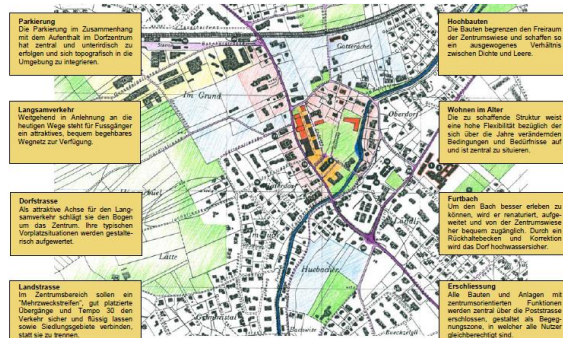 Parkierung
Die Parkierung im Zusammenhang
mit dem Aufenthalt im Dorfzentrum
hat zentral und unterirdisch zu
erfolgen und sich topografisch in die
Umgebung zu integrieren.
Langsamverkehr
Weitgehend in Anlehnung an die
heutigen Wege steht für Fussgänger
ein attraktives, bequem begehbares
Wegnetz zur Verfügung.
Dorfstrasse
Als attraktive Achse für den Lang-
samverkehr schlägt sie den Bogen
um das Zentrum. Ihre typischen
Vorplatzsituationen werden gestalte-
risch aufgewertet.
Landstrasse
Im Zentrumsbereich sollen ein
"Mehrzweckstreifen", gut platzierte
Übergänge und Tempo 30 den
Verkehr sicher und flüssig lassen
sowie Siedlungsgebiete verbinden,
statt sie zu trennen.
Gotteracher
Im Grund
Oberdorf
Hochbauten
Die Bauten begrenzen den Freiraum
der Zentrumswiese und schaffen so
ein ausgewogenes Verhältnis
zwischen Dichte und Leere.
Wohnen im Alter
Die zu schaffende Struktur weist
eine hohe Flexibilität bezüglich der
sich über die Jahre verändernden
Bedingungen und Bedürfnisse auf
und ist zentral zu situieren.
Furtbach
Um den Bach besser erleben zu
können, wird er renaturiert, aufge-
weitet und von der Zentrumswiese
her bequem zugänglich. Durch ein
Rückhaltebecken und Korrektion
wird das Dorf hochwassersicher.
Erschliessung
Alle Bauten und Anlagen mit
zentrumsorientierten Funktionen
werden zentral über die Poststrasse
erschlossen, gestaltet als Begeg-
nungszone, in welcher alle Nutzer
gleichberechtigt sind.